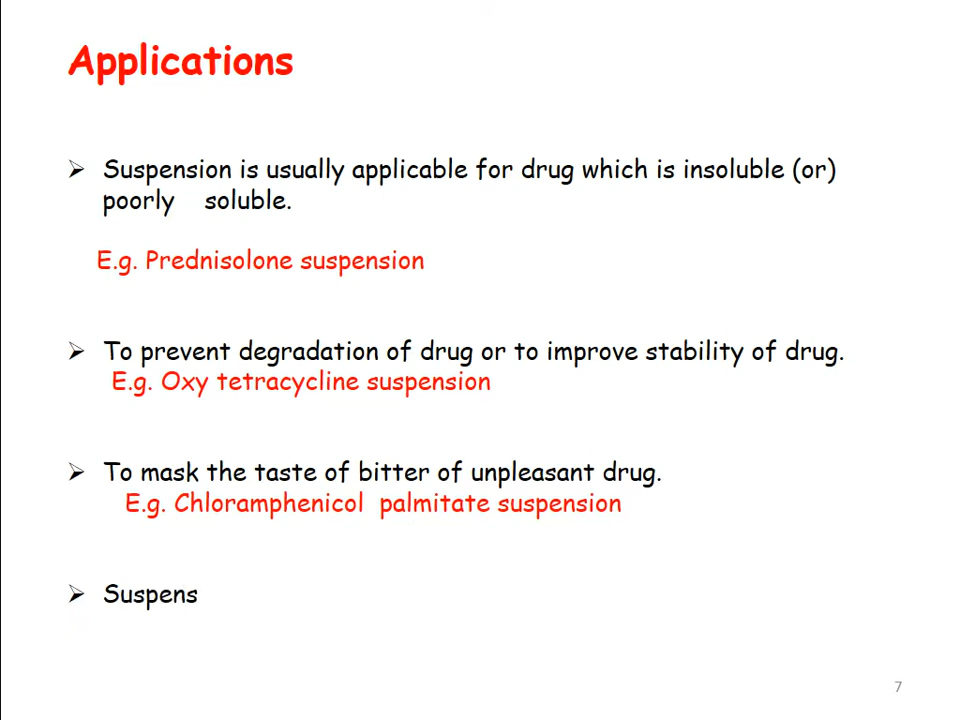 Applications
➢ Suspension is usually applicable for drug which is insoluble (or)
poorly soluble.
E.g. Prednisolone suspension
➢ To prevent degradation of drug or to improve stability of drug.
E.g. Oxy tetracycline suspension
➢ To mask the taste of bitter of unpleasant drug.
E.g. Chloramphenicol palmitate suspension
➢ Suspens
7